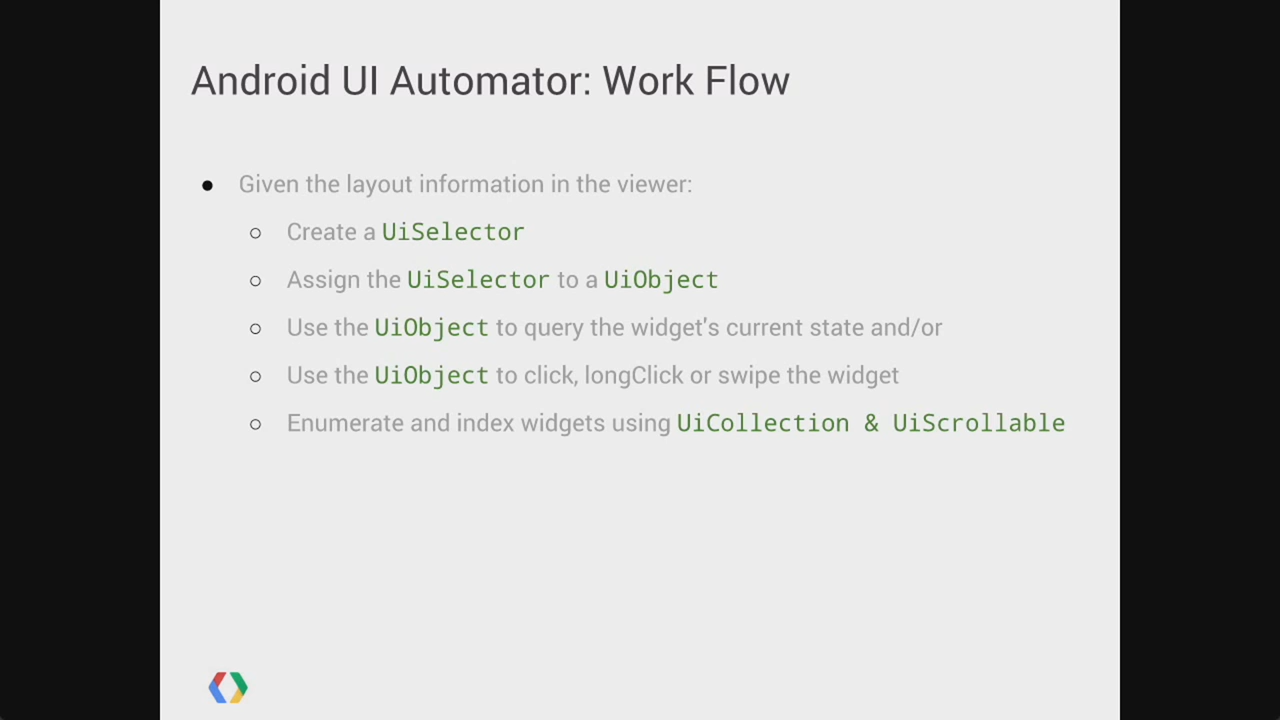 Android UI Automator: Work Flow
● Given the layout information in the viewer:
○ Create a UiSelector
○ Assign the UiSelector to a UiObject
○ Use the UiObject to query the widget's current state and/or
○ Use the UiObject to click, longClick or swipe the widget
○ Enumerate and index widgets using UiCollection & UiScrollable